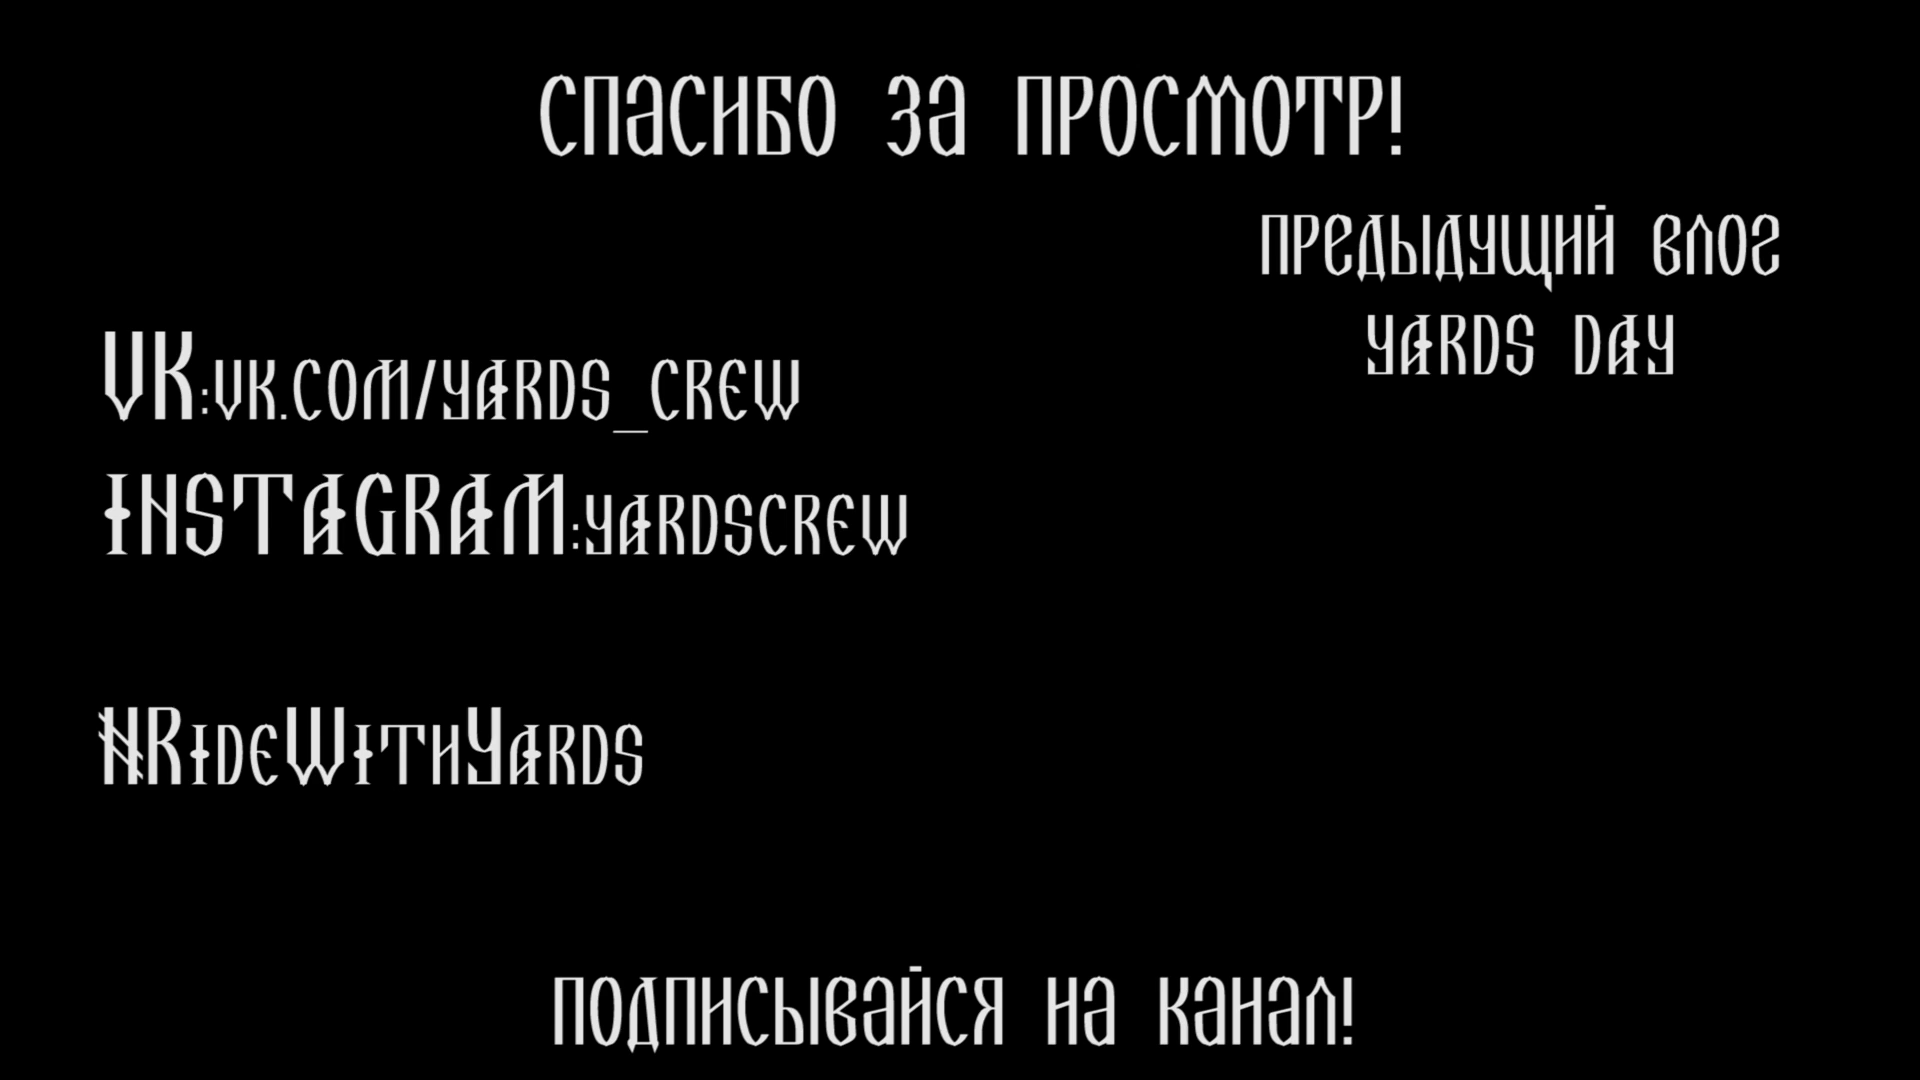 СПАСИБО ЗА ПРОСМОТР!
ПРЕДЫДУЩИЙ ВЛОГ
YARDS DAY
VK:VK.COM/YARDS_CREW
INSTAGRAM:YARDSCREW
#RIDEWITHYARDS
ПОДПИСЫВАЙСЯ НА КАНАЛ!